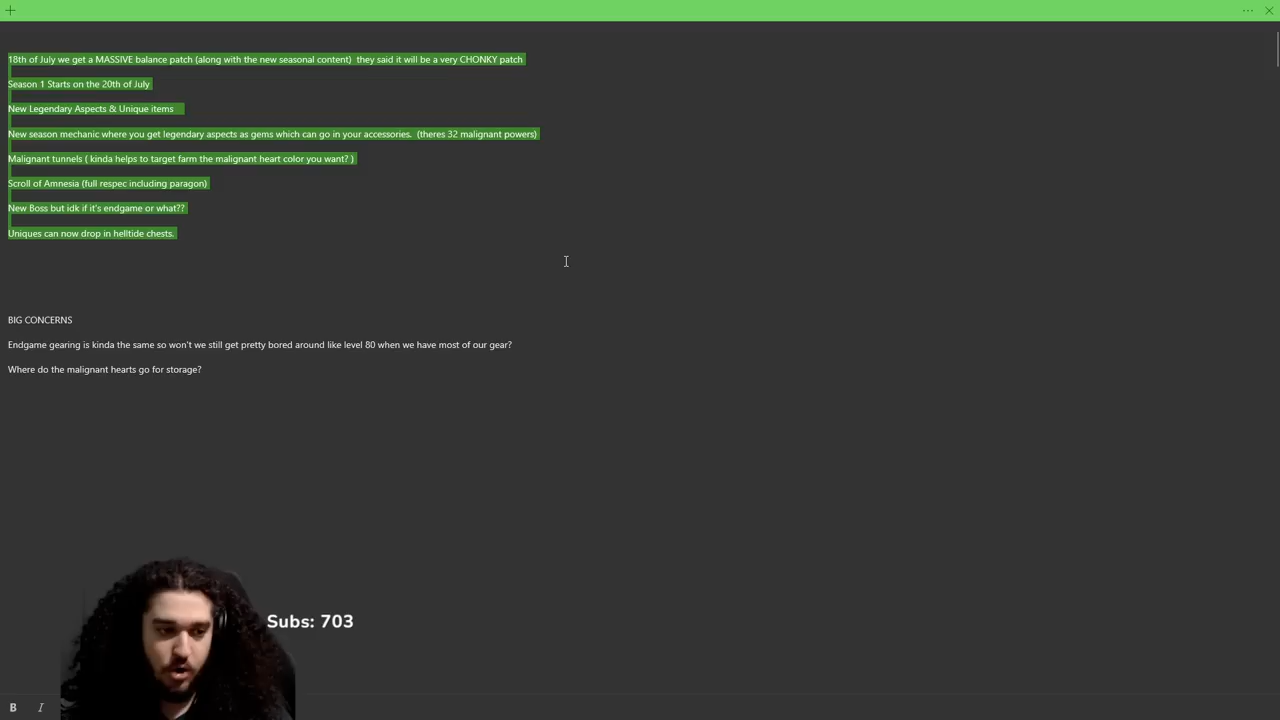 18th of July we get a MASSIVE balance patch (along with the new seasonal content)  they said it will be a very CHONKY patch
Season 1 Starts on the 20th of July
New Legendary Aspects & Unique items
New season mechanic where you get legendary aspects as gems which can go in your accessories.  (theres 32 malignant powers)
Malignant tunnels ( kinda helps to target farm the malignant heart color you want? )
Scroll of Amnesia (full respec including paragon)
New Boss but idk if it's endgame or what??
Uniques can now drop in helltide chests.
BIG CONCERNS
Endgame gearing is kinda the same so won't we still get pretty bored around like level 80 when we have most of our gear?
Where do the malignant hearts go for storage?
Subs: 703
B I